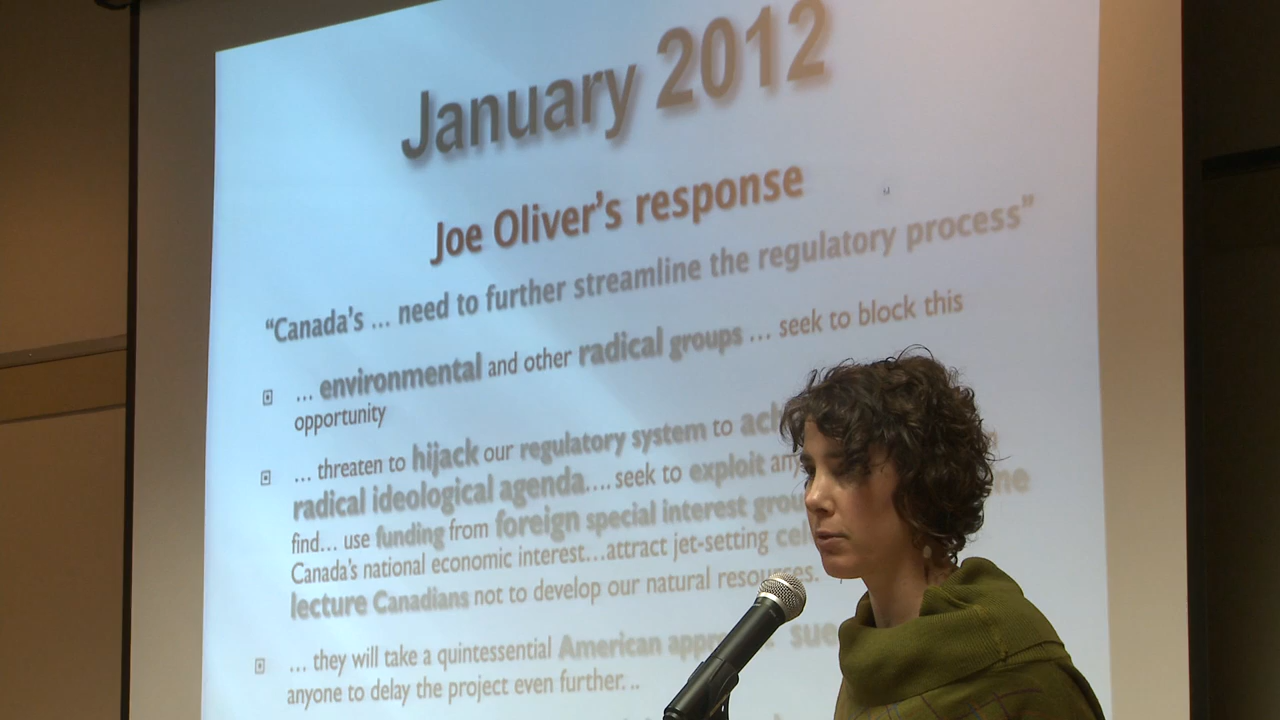 January 2012
Joe Oliver's response
“Canada's ... need to further streamline the regulatory process”
... environmental and other radical groups ... seek to block this
opportunity
... threaten to hijack our regulatory system to
radical ideological agenda.... seek to exploit
find... use funding from foreign special interest
Canada's national economic interest...attract jet-setting
lecture Canadians not to develop our natural resources.
... they will take a quintessential American
anyone to delay the project even further...